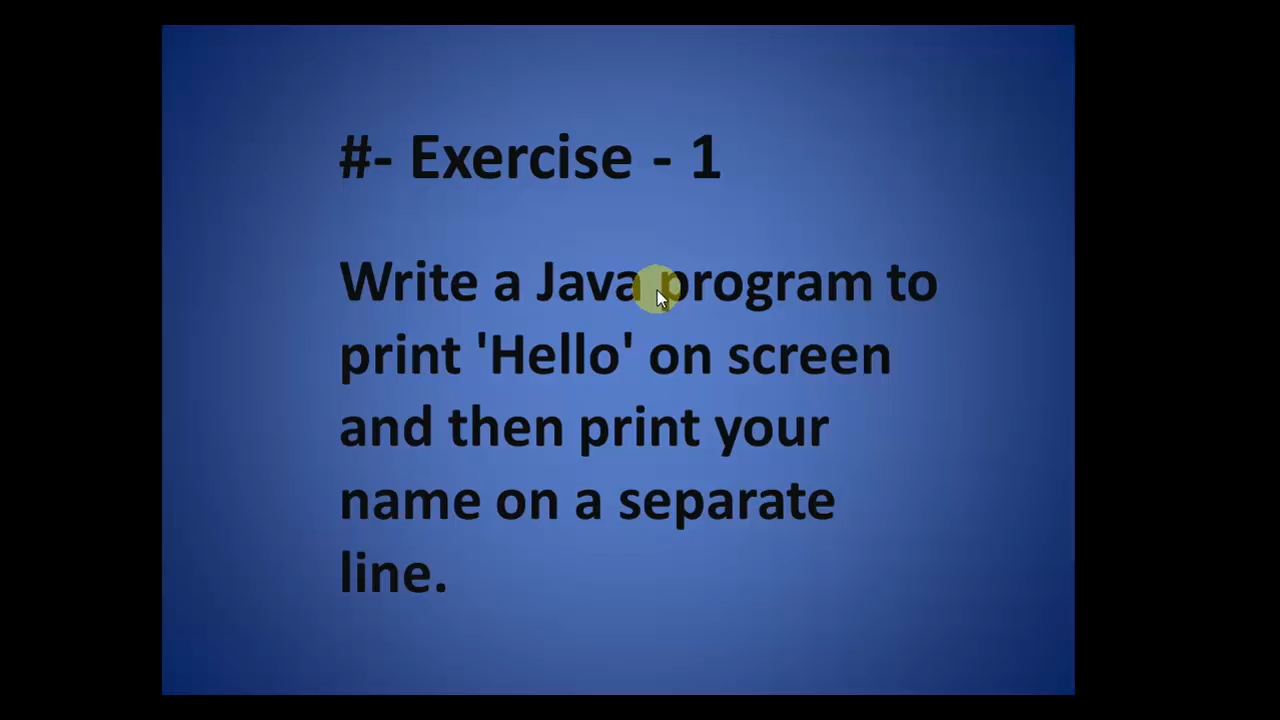 #- Exercise - 1
Write a Java program to
print 'Hello' on screen
and then print your
name on a separate
line.